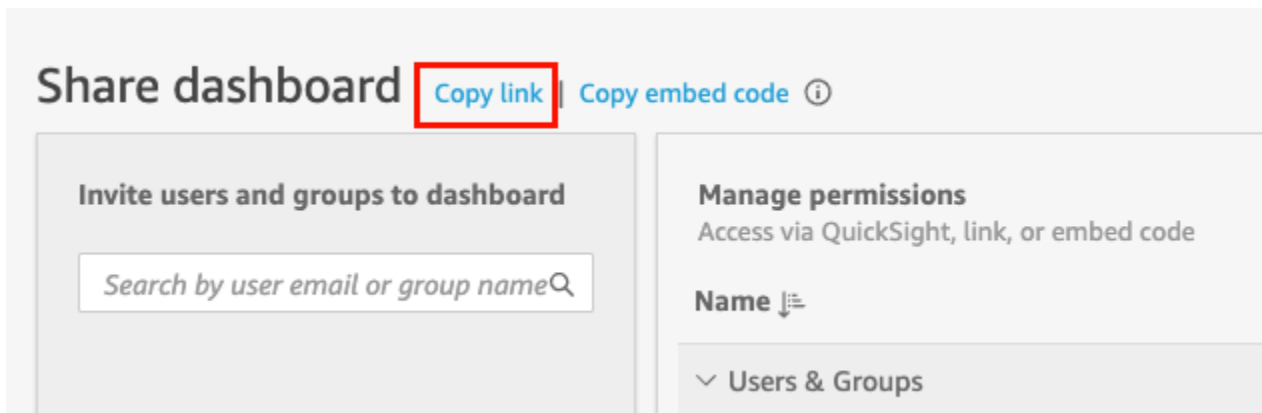 Share dashboard Copy link | Copy embed code
Invite users and groups to dashboard
Search by user email or group name
Manage permissions
Access via QuickSight, link, or embed code
Name
Users & Groups